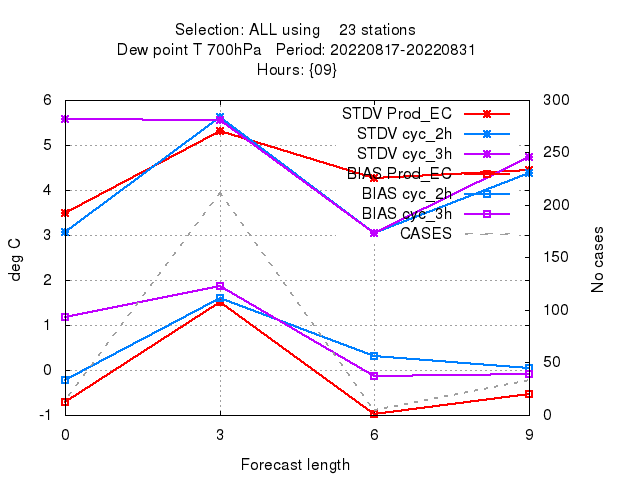 Selection: ALL using    23 stations
Dew point T 700hPa   Period: 20220817-20220831
Hours: {09}
STDV Prod_EC
STDV cyc_2h
STDV cyc_3h
BIAS Prod_EC
BIAS cyc_2h
BIAS cyc_3h
CASES
6
5
4
3
2
1
0
-1
300
250
200
150
100
50
0
deg C
No cases
0 3 6 9
Forecast length